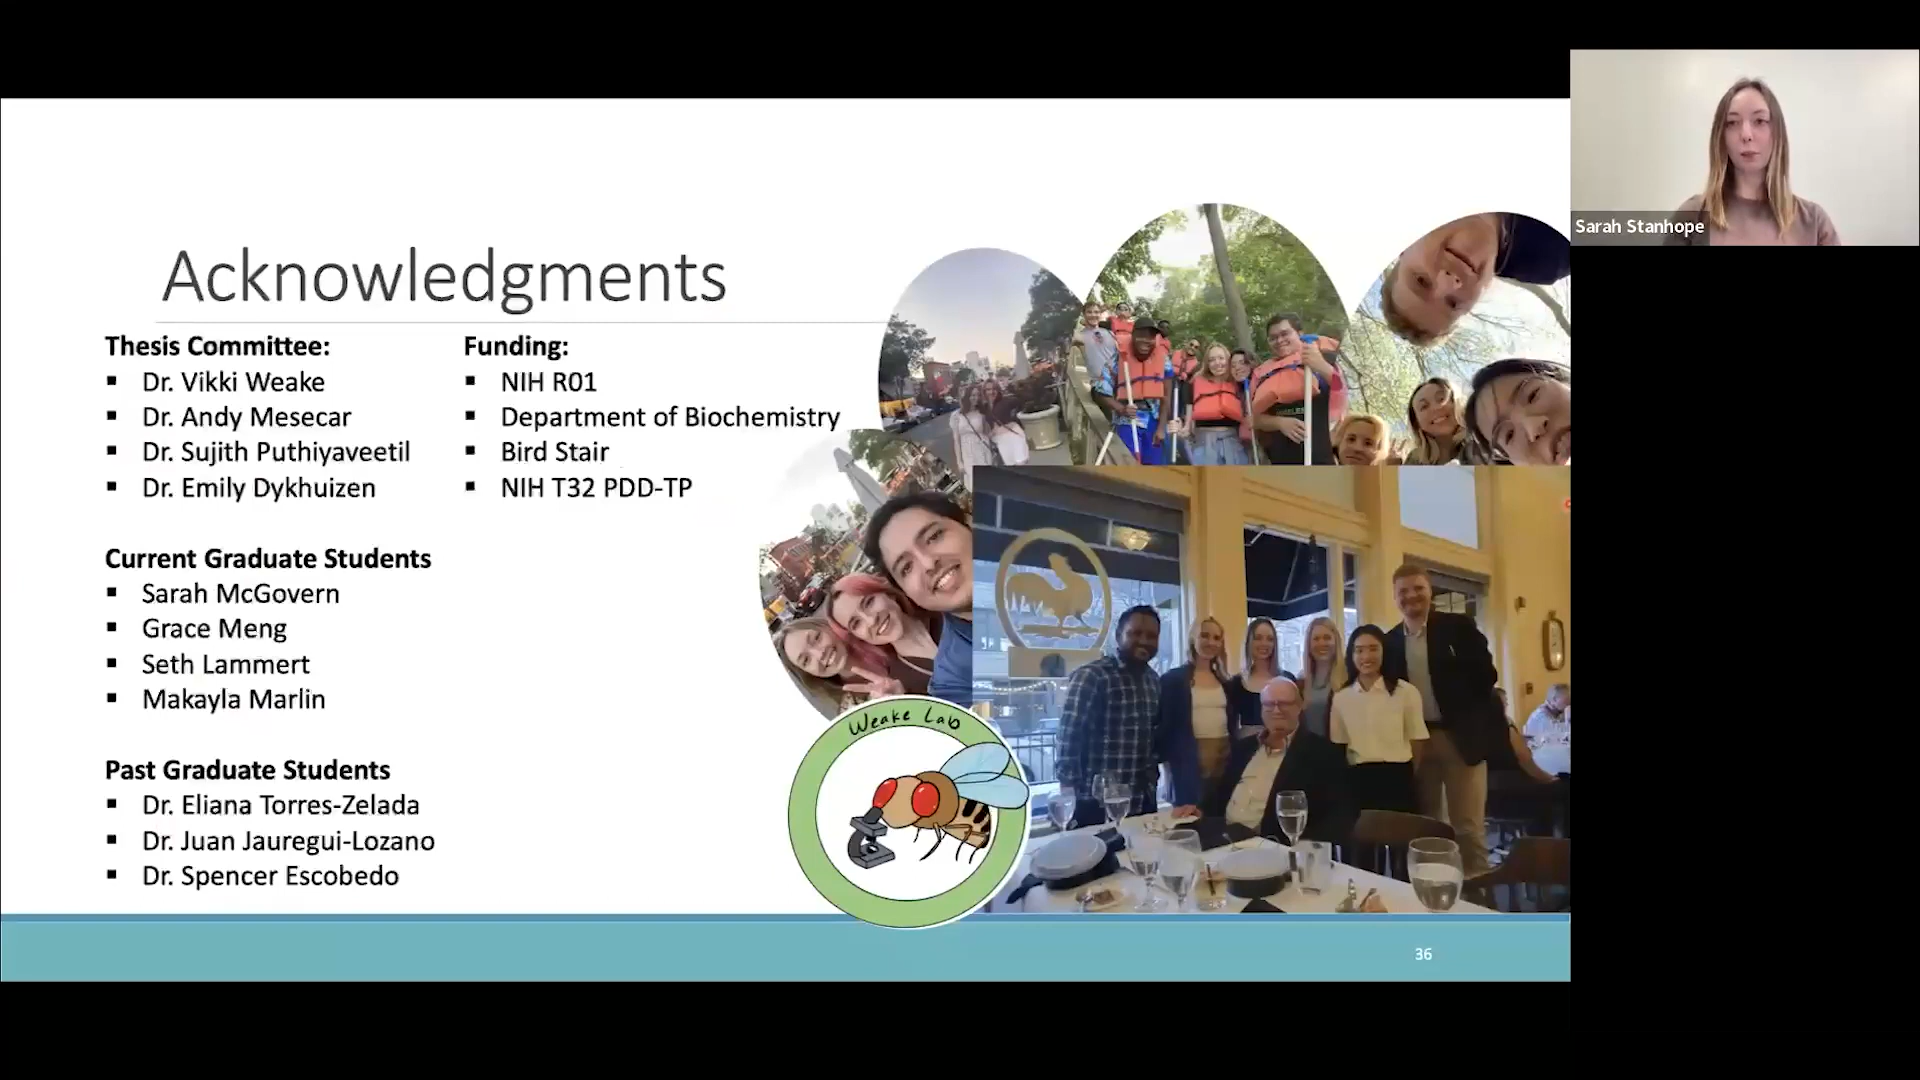 Acknowledgments
Thesis Committee:
▪ Dr. Vikki Weake
▪ Dr. Andy Mesecar
▪ Dr. Sujith Puthiyaveetil
▪ Dr. Emily Dykhuizen
Funding:
▪ NIH R01
▪ Department of Biochemistry
▪ Bird Stair
▪ NIH T32 PDD-TP
Current Graduate Students
▪ Sarah McGovern
▪ Grace Meng
▪ Seth Lammert
▪ Makayla Marlin
Past Graduate Students
▪ Dr. Eliana Torres-Zelada
▪ Dr. Juan Jauregui-Lozano
▪ Dr. Spencer Escobedo
Weake Lab
36
Sarah Stanhope